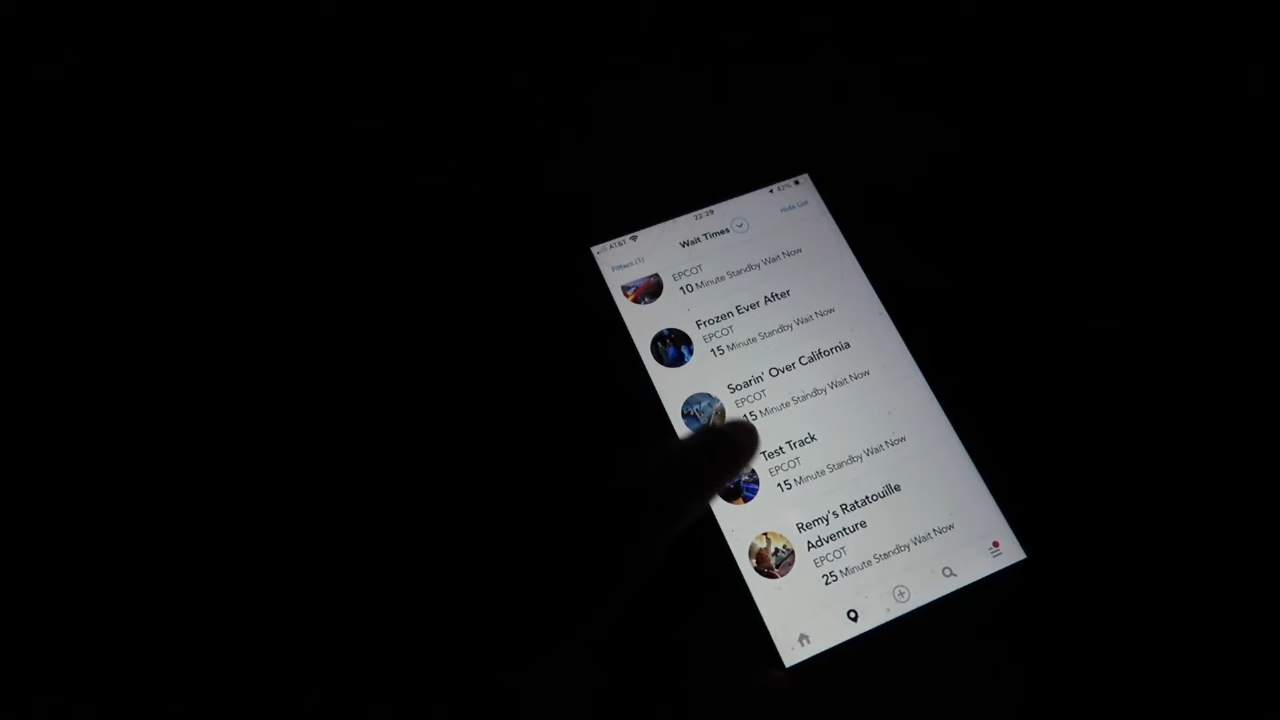 AT&T 22:29 42%
Wait Times
Hide List
Filters (1)
EPCOT
10 Minute Standby Wait Now
Frozen Ever After
EPCOT
15 Minute Standby Wait Now
Soarin' Over California
EPCOT
15 Minute Standby Wait Now
Test Track
EPCOT
15 Minute Standby Wait Now
Remy's Ratatouille
Adventure
EPCOT
25 Minute Standby Wait Now